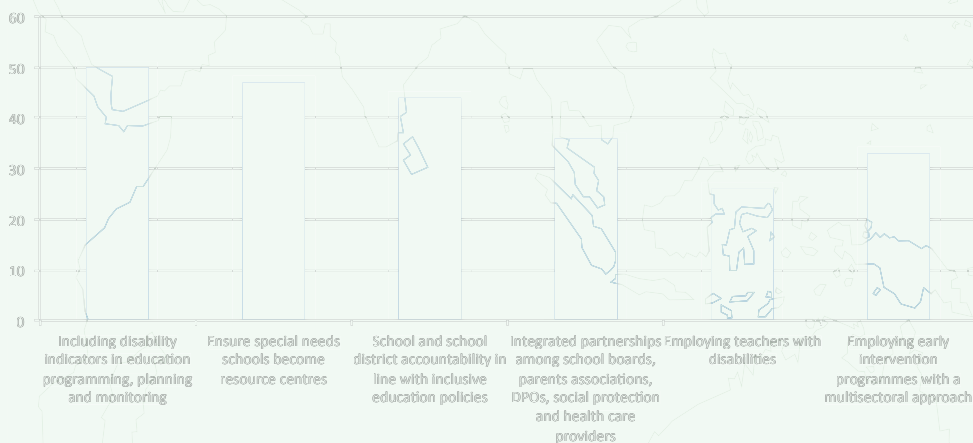 60
50
40
30
20
10
0
Including disability
indicators in education
programming, planning
and monitoring
Ensure special needs
schools become
resource centres
School and school
district accountability in
line with inclusive
education policies
Integrated partnerships
among school boards,
parents associations,
DPOs, social protection
and health care
providers
Employing teachers with
disabilities
Employing early
intervention
programmes with a
multisectoral approach